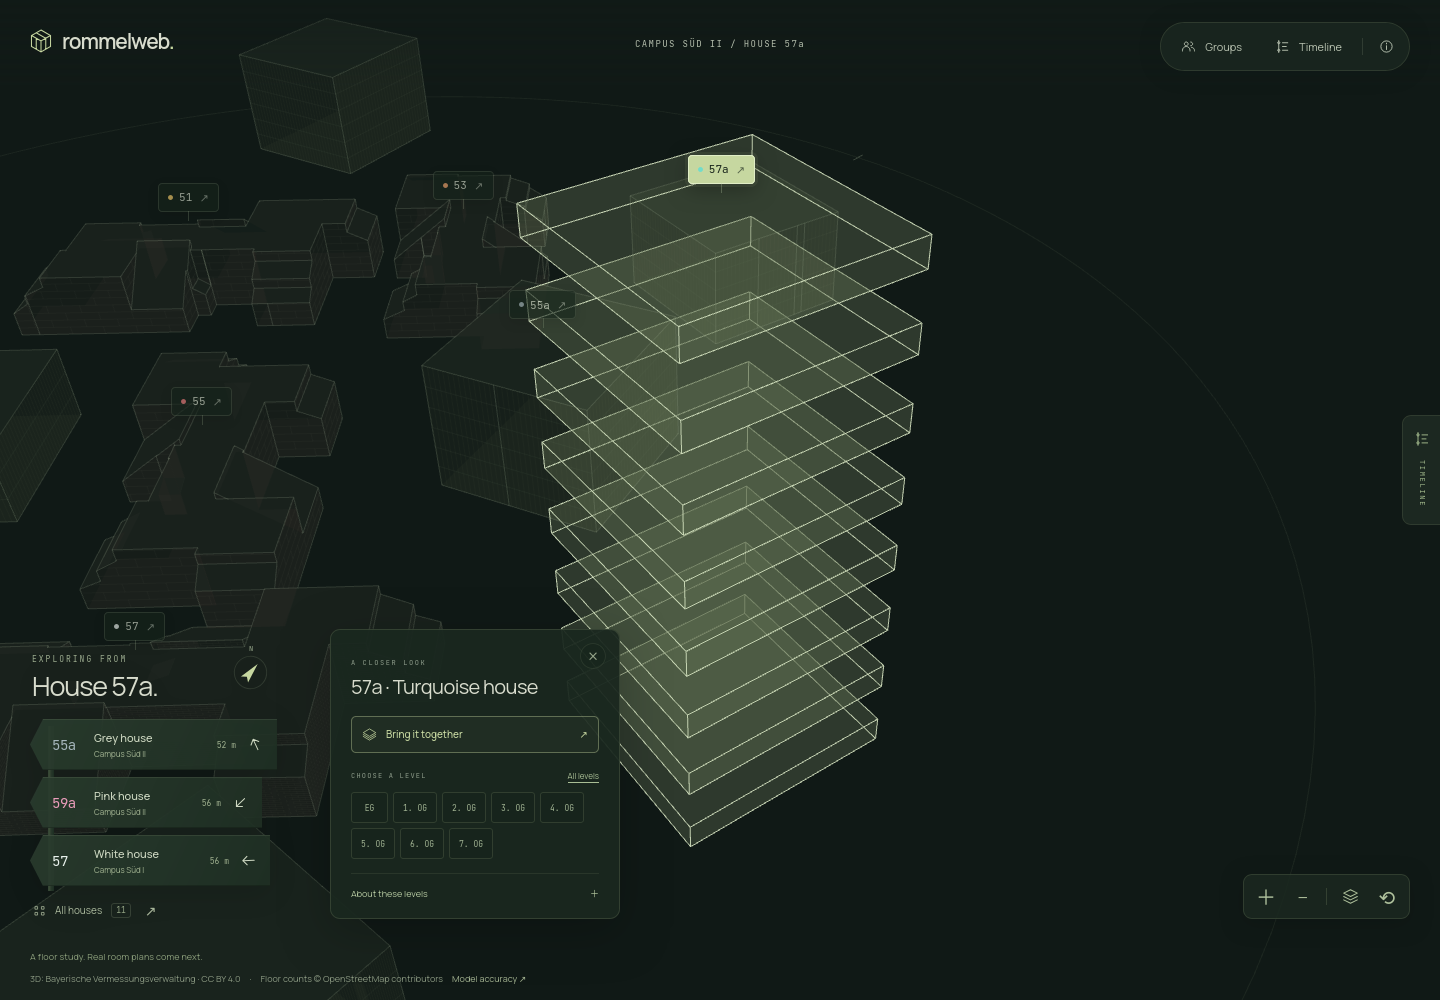 rommelweb.
CAMPUS SÜD II / HOUSE 57a
Groups
Timeline
57a ↗
51 ↗
53 ↗
55a ↗
55 ↗
57 ↗
TIMELINE
N
EXPLORING FROM
House 57a.
55a
Grey house
Campus Süd II
52 m
59a
Pink house
Campus Süd II
56 m
57
White house
Campus Süd I
56 m
All houses 11 ↗
A CLOSER LOOK
57a · Turquoise house
Bring it together ↗
CHOOSE A LEVEL
All levels
EG 1. OG 2. OG 3. OG 4. OG
5. OG 6. OG 7. OG
About these levels +
A floor study. Real room plans come next.
3D: Bayerische Vermessungsverwaltung · CC BY 4.0 · Floor counts © OpenStreetMap contributors Model accuracy ↗